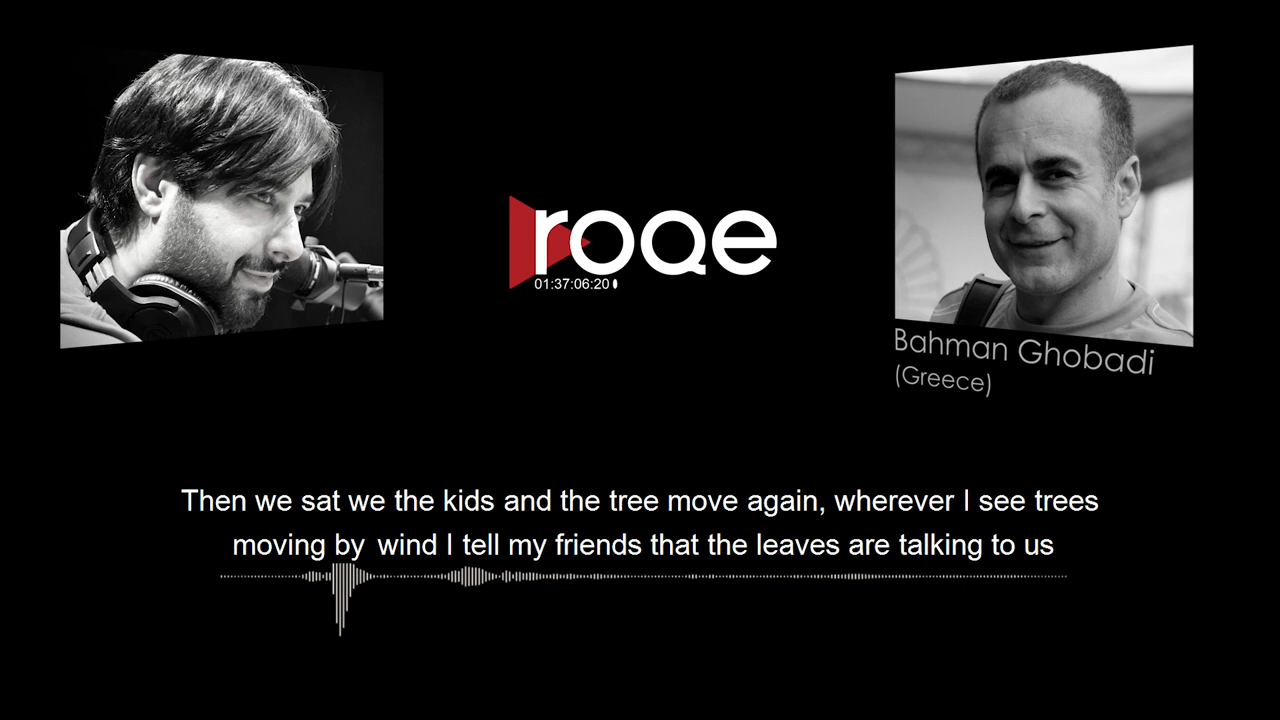 roqe
01:37:06:20
Bahman Ghobadi
(Greece)
Then we sat we the kids and the tree move again, wherever I see trees
moving by wind I tell my friends that the leaves are talking to us